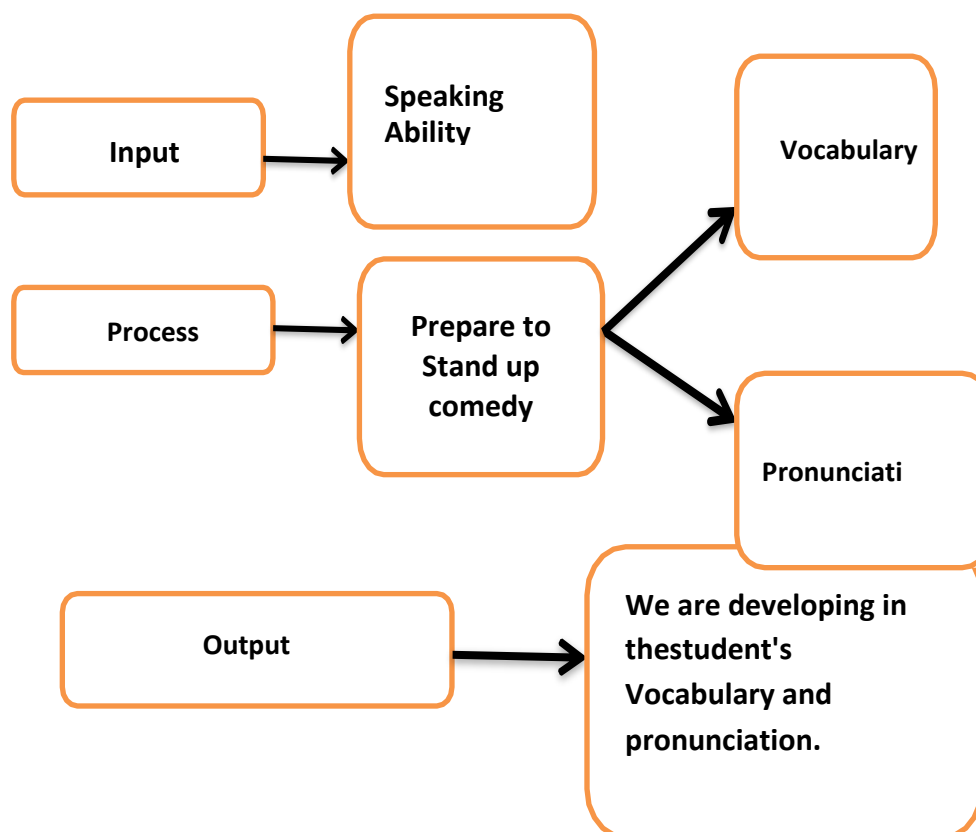 Input
Speaking
Ability
Vocabulary
Process
Prepare to
Stand up
comedy
Pronunciati
Output
We are developing in
thestudent's
Vocabulary and
pronunciation.